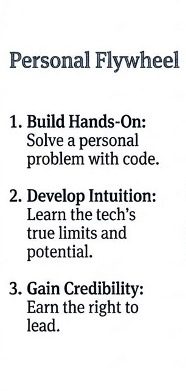 Personal Flywheel
1. Build Hands-On:
Solve a personal
problem with code.
2. Develop Intuition:
Learn the tech's
true limits and
potential.
3. Gain Credibility:
Earn the right to
lead.